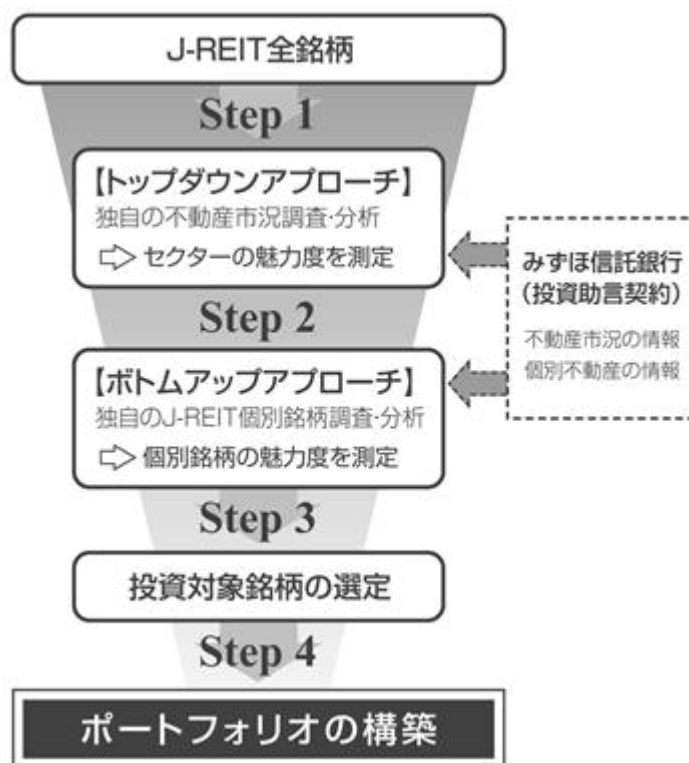 J-REIT全銘柄
Step 1
【トップダウンアプローチ】
独自の不動産市況調査･分析
⇨ セクターの魅力度を測定
みずほ信託銀行
（投資助言契約）
不動産市況の情報
個別不動産の情報
Step 2
【ボトムアップアプローチ】
独自のJ-REIT個別銘柄調査･分析
⇨ 個別銘柄の魅力度を測定
Step 3
投資対象銘柄の選定
Step 4
ポートフォリオの構築